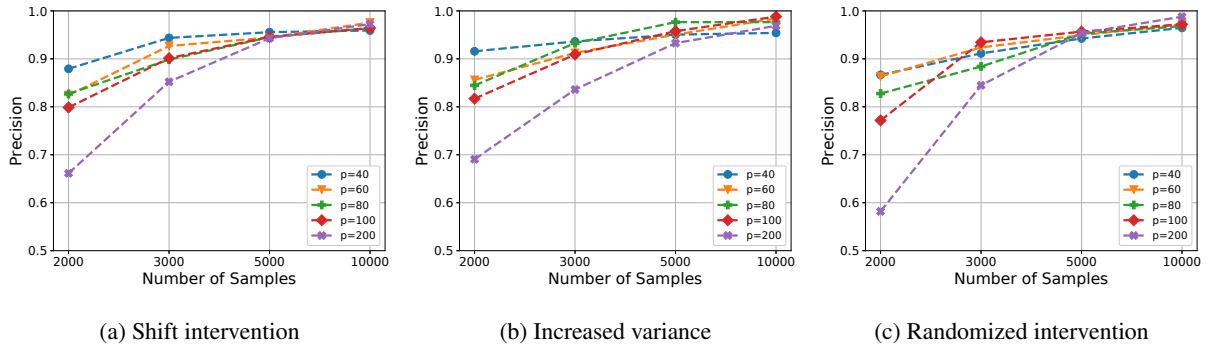 1.0
0.9
0.8
0.7
0.6
0.5
Precision
2000
3000
5000
10000
Number of Samples
p=40
p=60
p=80
p=100
p=200
(a) Shift intervention
1.0
0.9
0.8
0.7
0.6
0.5
Precision
2000
3000
5000
10000
Number of Samples
p=40
p=60
p=80
p=100
p=200
(b) Increased variance
1.0
0.9
0.8
0.7
0.6
0.5
Precision
2000
3000
5000
10000
Number of Samples
p=40
p=60
p=80
p=100
p=200
(c) Randomized intervention